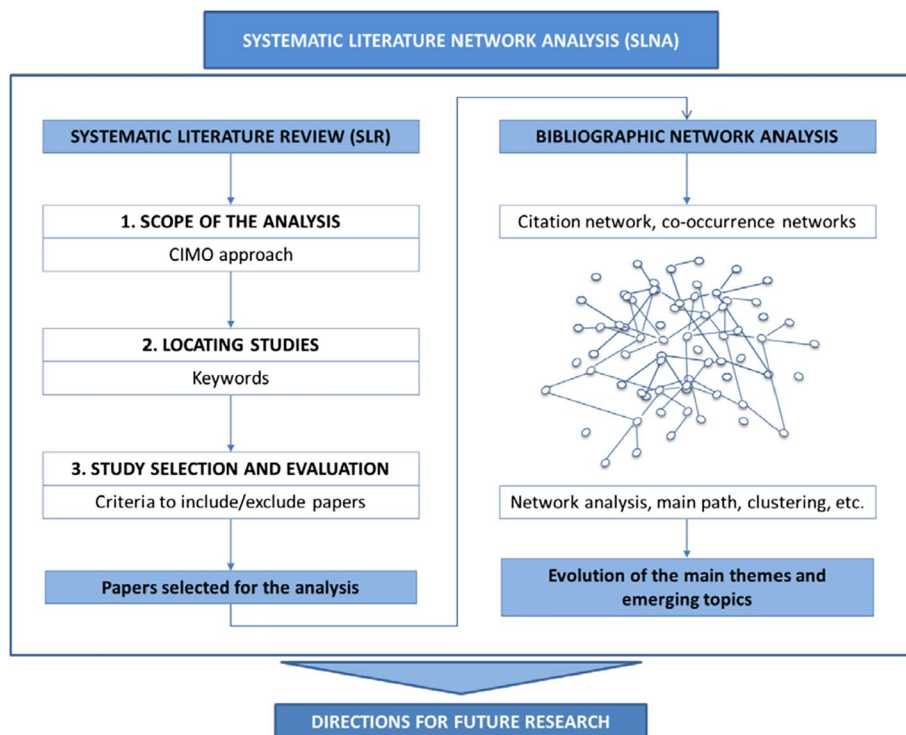 SYSTEMATIC LITERATURE NETWORK ANALYSIS (SLNA)
SYSTEMATIC LITERATURE REVIEW (SLR)
1. SCOPE OF THE ANALYSIS
CIMO approach
2. LOCATING STUDIES
Keywords
3. STUDY SELECTION AND EVALUATION
Criteria to include/exclude papers
Papers selected for the analysis
BIBLIOGRAPHIC NETWORK ANALYSIS
Citation network, co-occurrence networks
Network analysis, main path, clustering, etc.
Evolution of the main themes and
emerging topics
DIRECTIONS FOR FUTURE RESEARCH